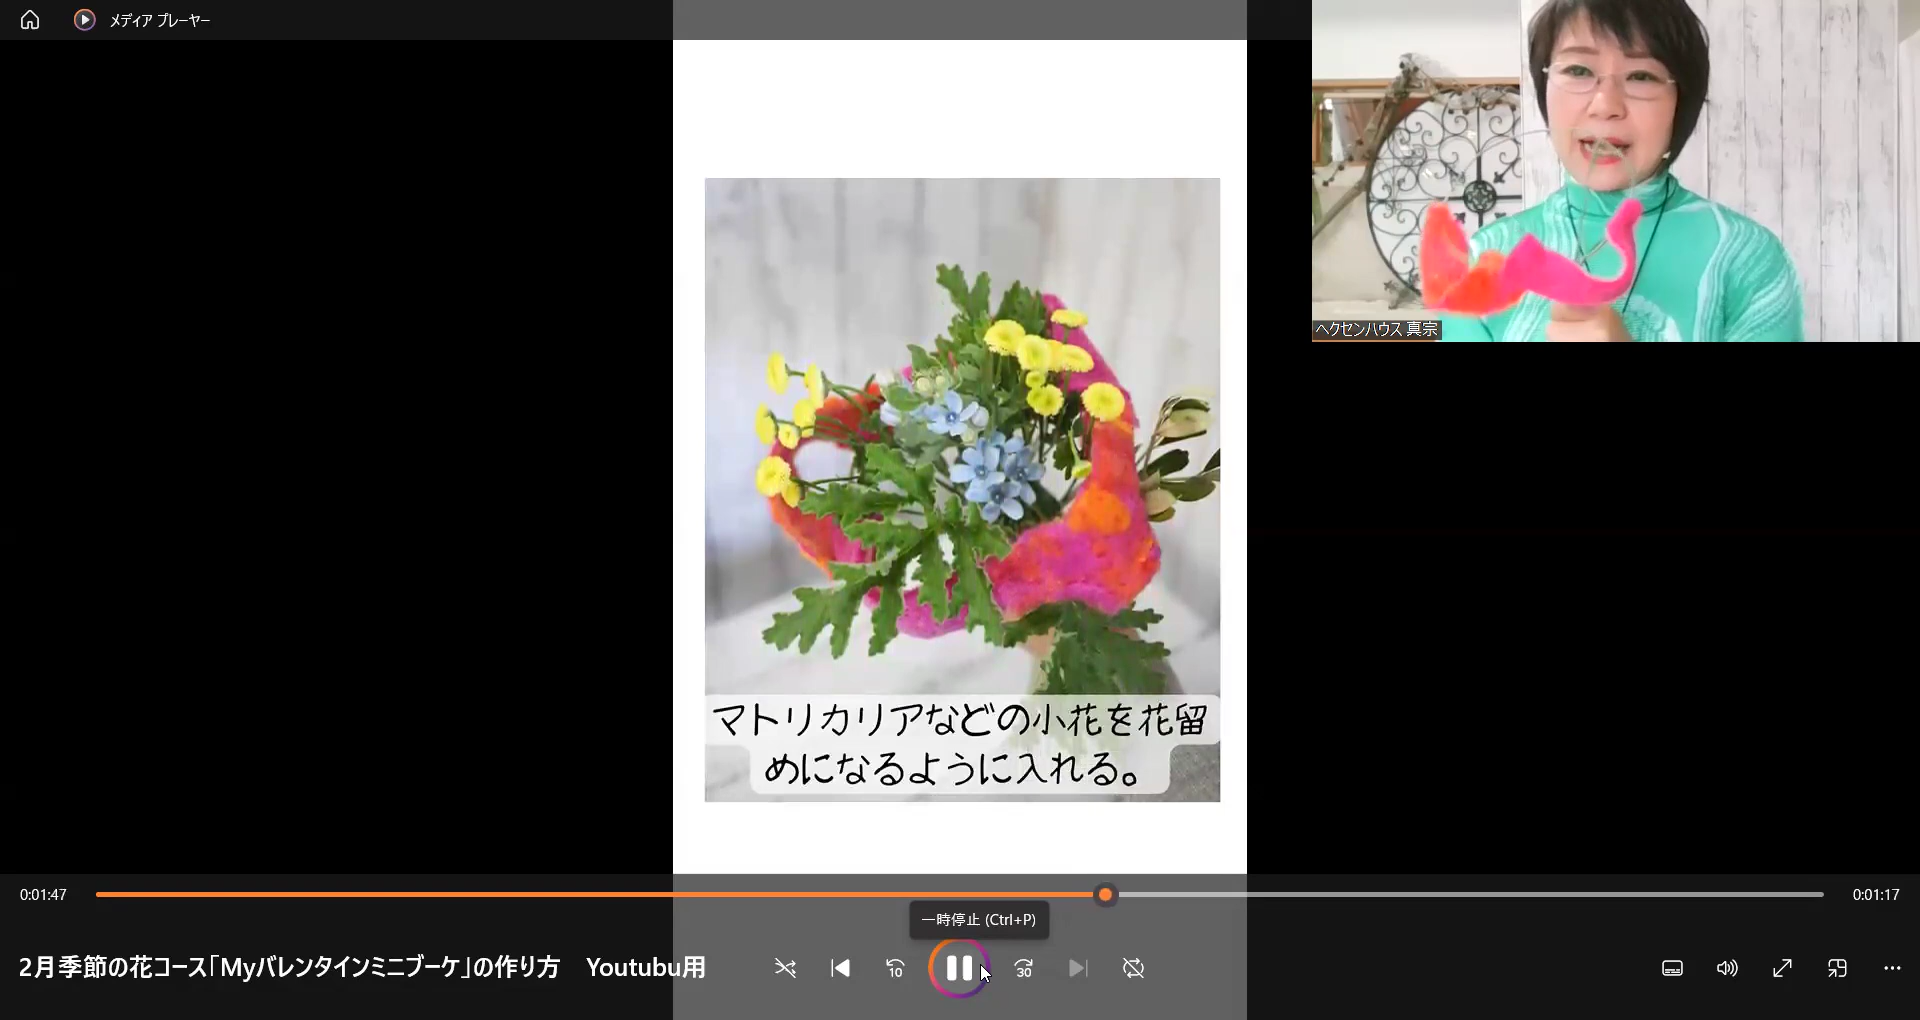 メディア プレーヤー
ヘクセンハウス 真宗
マトリカリアなどの小花を花留
めになるように入れる。
0:01:47
0:01:17
一時停止 (Ctrl+P)
2月季節の花コース「Myバレンタインミニブーケ」の作り方　Youtubu用
10
30